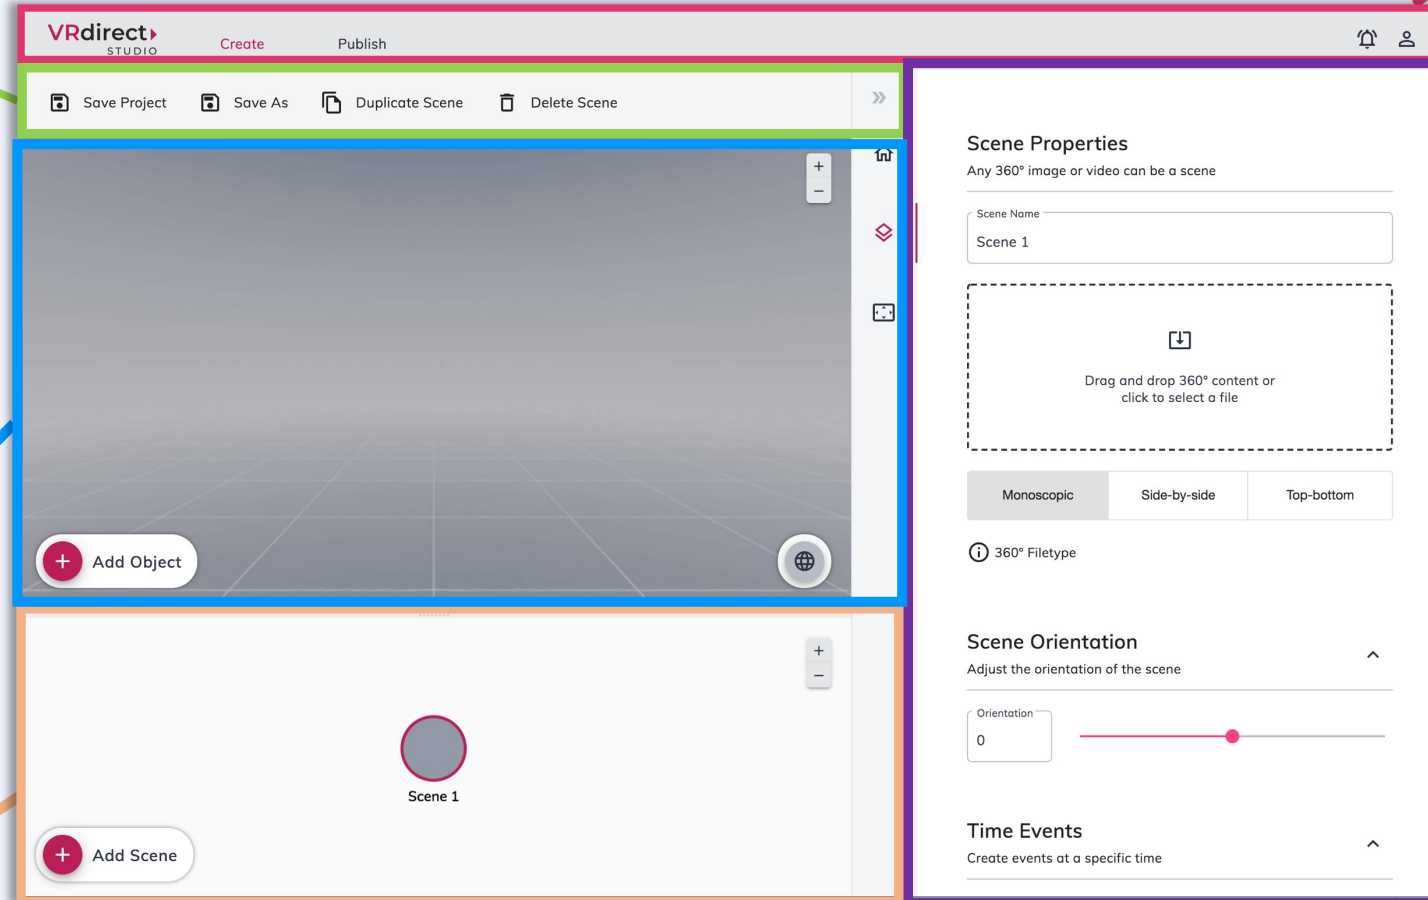 VRdirect
STUDIO
Create
Publish
Save Project
Save As
Duplicate Scene
Delete Scene
Add Object
Scene 1
Add Scene
Scene Properties
Any 360° image or video can be a scene
Scene Name
Scene 1
Drag and drop 360° content or
click to select a file
Monoscopic
Side-by-side
Top-bottom
360° Filetype
Scene Orientation
Adjust the orientation of the scene
Orientation
0
Time Events
Create events at a specific time